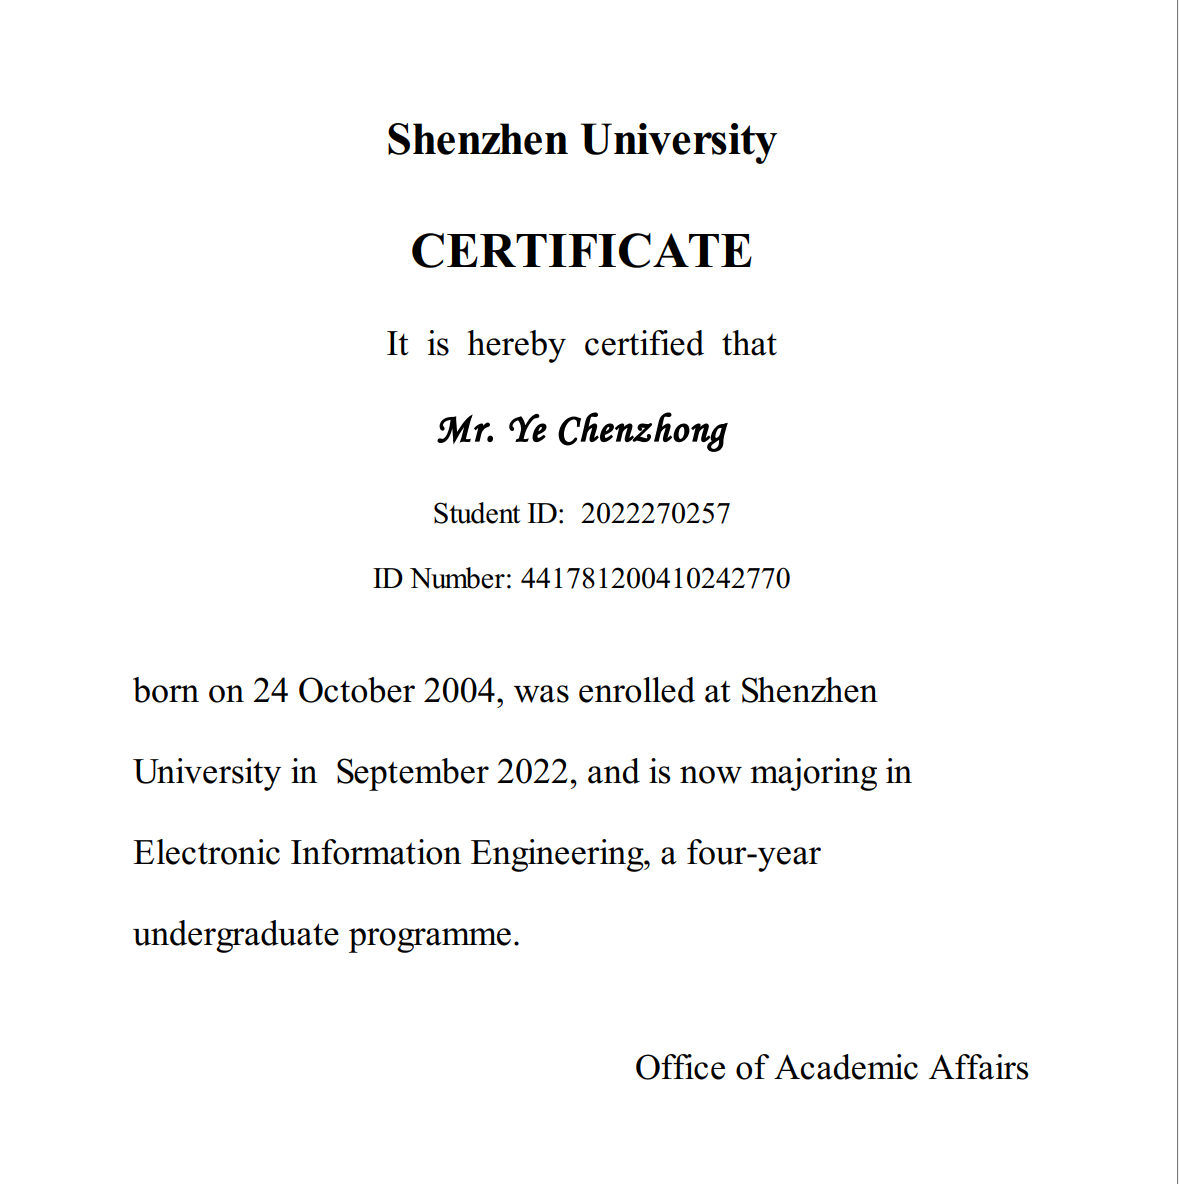 Shenzhen University
CERTIFICATE
It is hereby certified that
Mr. Ye Chenzhong
Student ID: 2022270257
ID Number: 441781200410242770
born on 24 October 2004, was enrolled at Shenzhen
University in September 2022, and is now majoring in
Electronic Information Engineering, a four-year
undergraduate programme.
Office of Academic Affairs